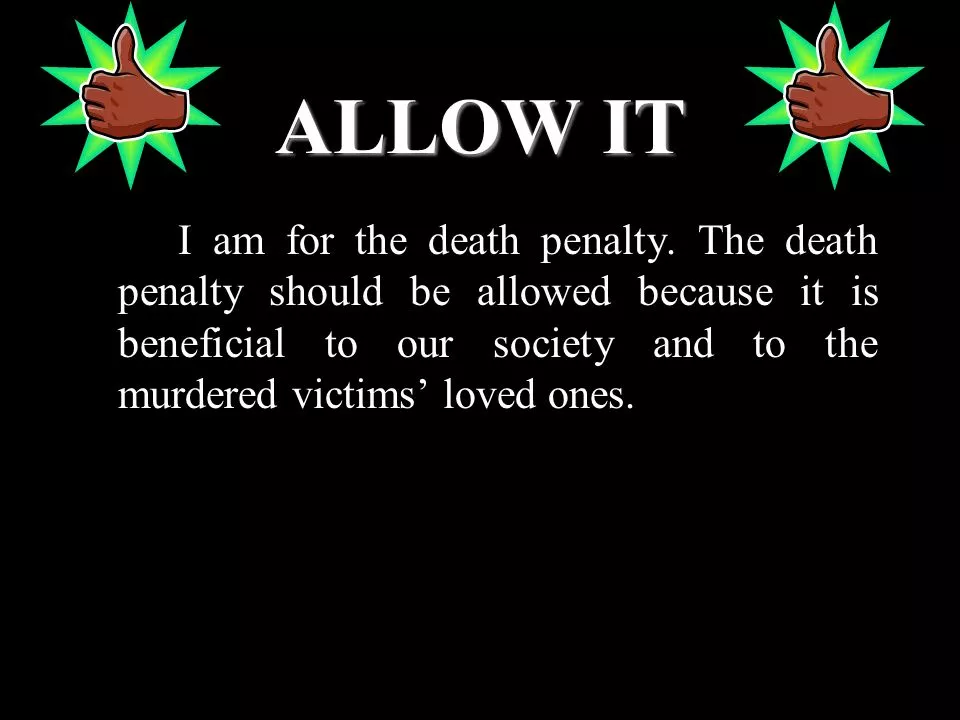 ALLOW IT
I am for the death penalty. The death
penalty should be allowed because it is
beneficial to our society and to the
murdered victims’ loved ones.